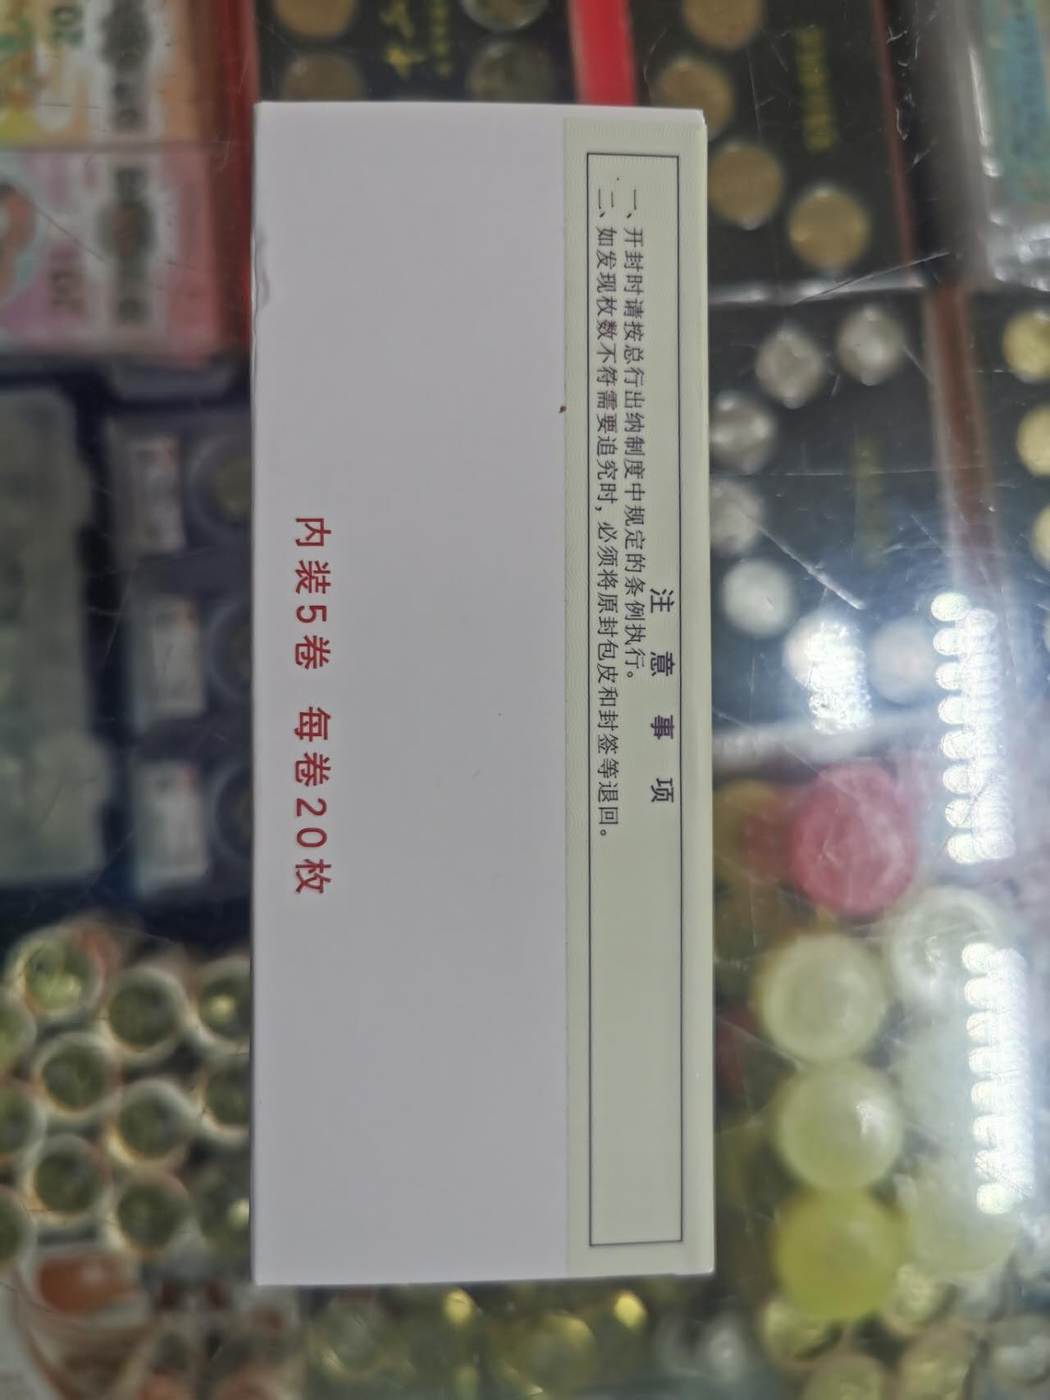 注意事项
一、开封时请按总行出纳制度中规定的条例执行。
二、如发现枚数不符需要追究时，必须将原封包皮和封签等退回。
内装5卷 每卷20枚